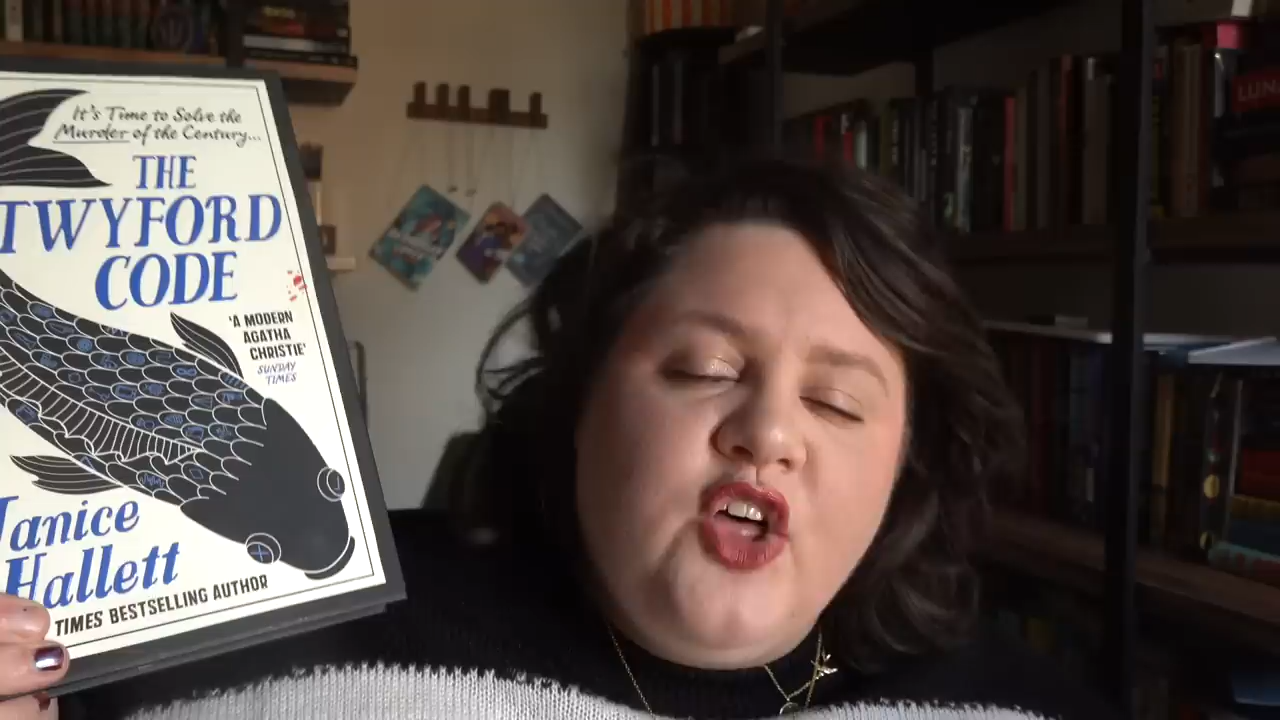 It's Time to Solve the
Murder of the Century...
THE
TWYFORD
CODE
'A MODERN
AGATHA
CHRISTIE'
SUNDAY
TIMES
Janice
Hallett
TIMES BESTSELLING AUTHOR
LUNA